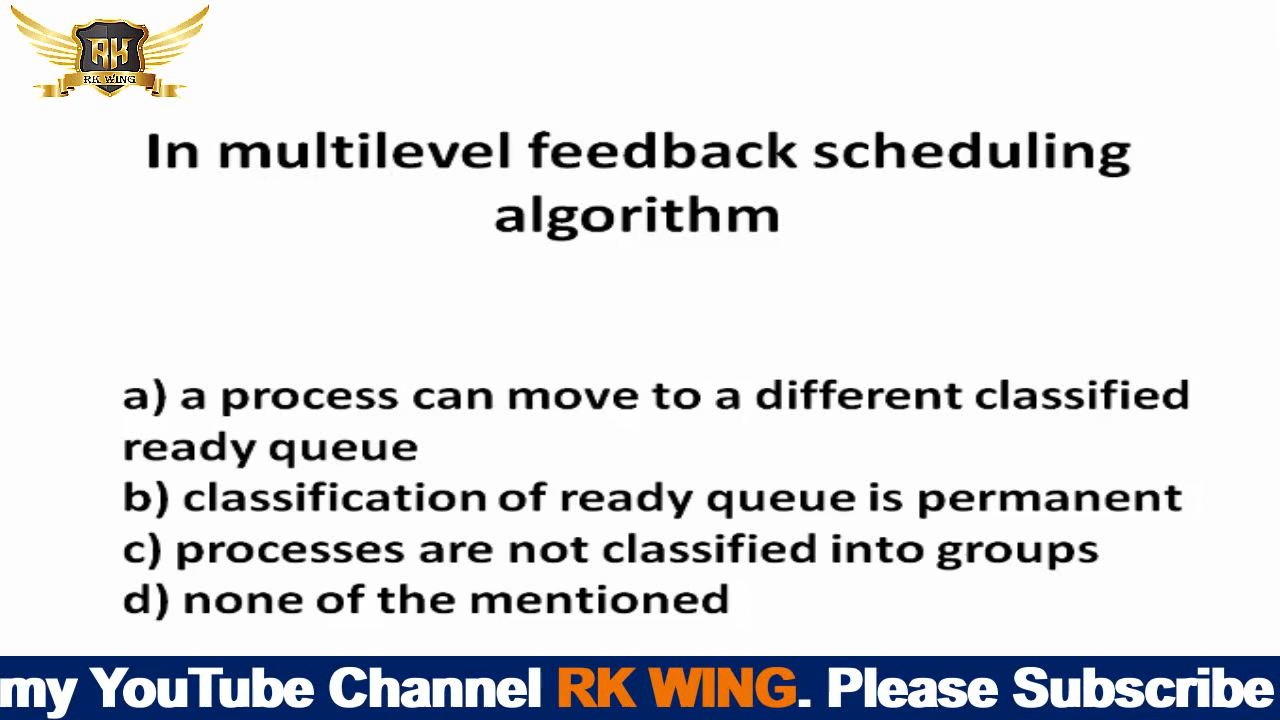 RK
RK WING
In multilevel feedback scheduling
algorithm
a) a process can move to a different classified
ready queue
b) classification of ready queue is permanent
c) processes are not classified into groups
d) none of the mentioned
my YouTube Channel RK WING. Please Subscribe